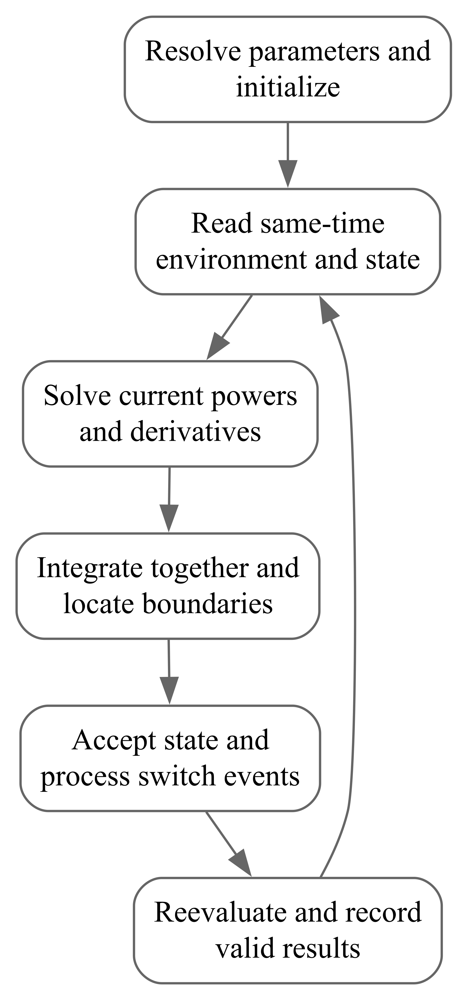 Resolve parameters and
initialize
Read same-time
environment and state
Solve current powers
and derivatives
Integrate together and
locate boundaries
Accept state and
process switch events
Reevaluate and record
valid results